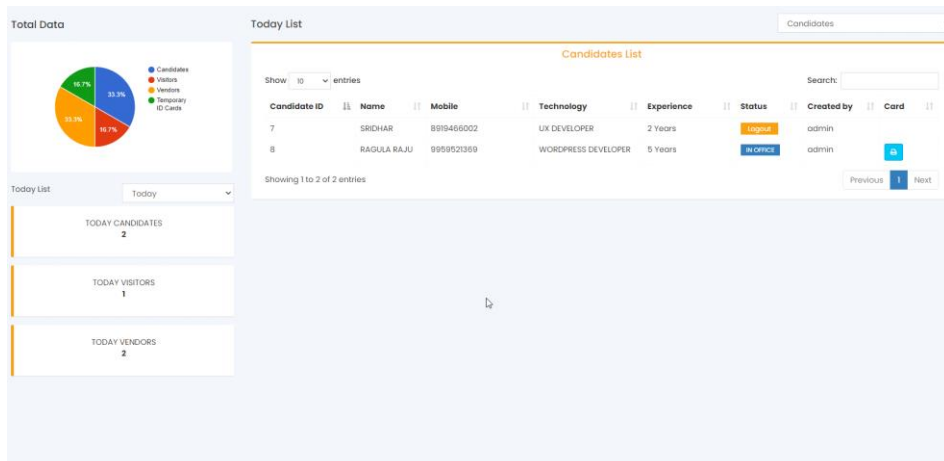 Total Data
Candidates
Visitors
Vendors
Temporary
ID Cards
33.3%
16.7%
33.3%
16.7%
Today List
Today
TODAY CANDIDATES
2
TODAY VISITORS
1
TODAY VENDORS
2
Today List
Candidates
Candidates List
Show 10 entries
Search:
Candidate ID Name Mobile Technology Experience Status Created by Card
7 SRIDHAR 8919466002 UX DEVELOPER 2 Years Logout admin
8 RAGULA RAJU 9959521369 WORDPRESS DEVELOPER 5 Years IN OFFICE admin
Showing 1 to 2 of 2 entries
Previous 1 Next